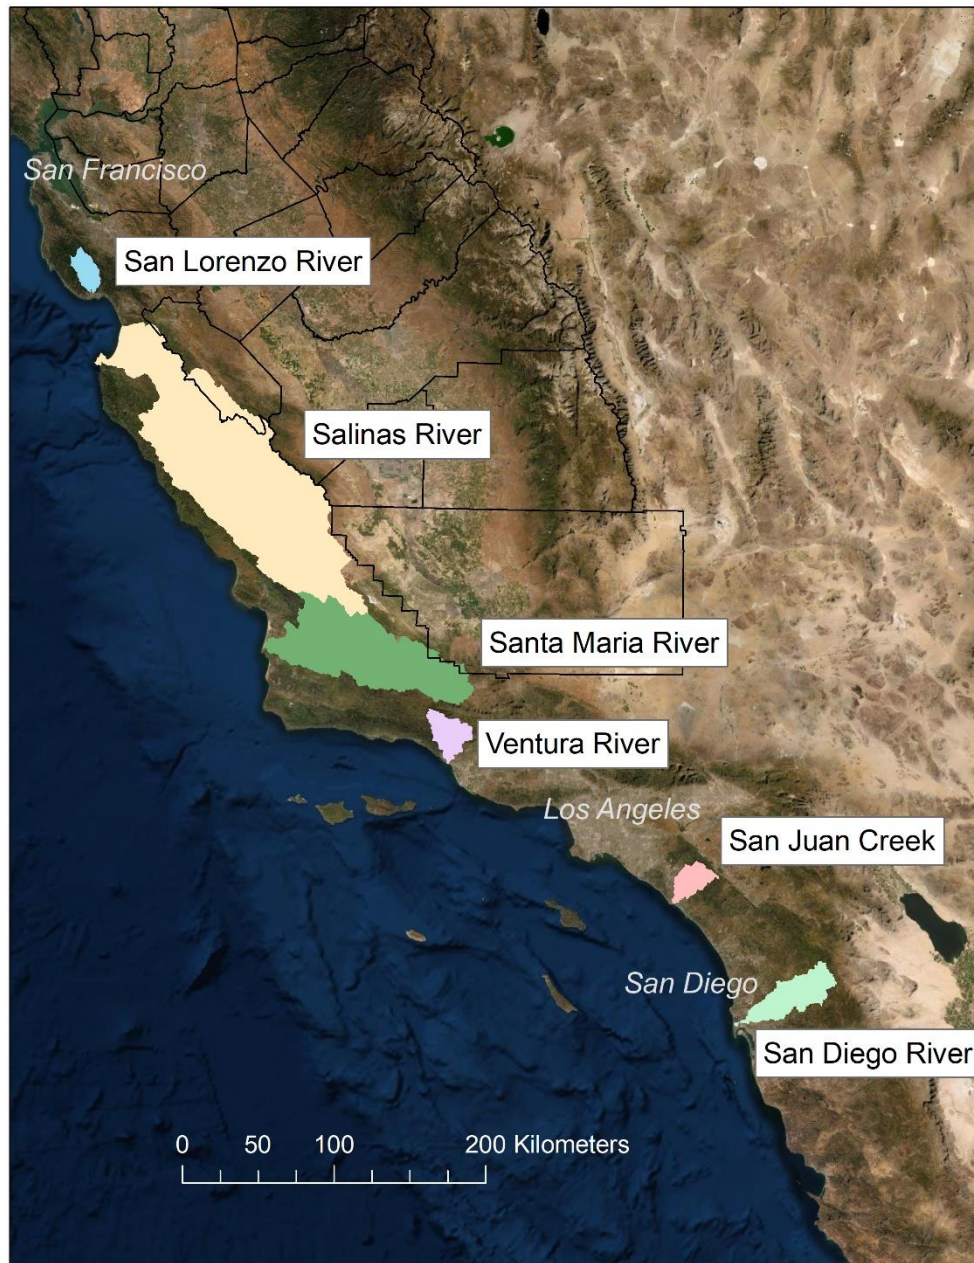 San Francisco
San Lorenzo River
Salinas River
Santa Maria River
Ventura River
Los Angeles
San Juan Creek
San Diego
San Diego River
0 50 100 200 Kilometers